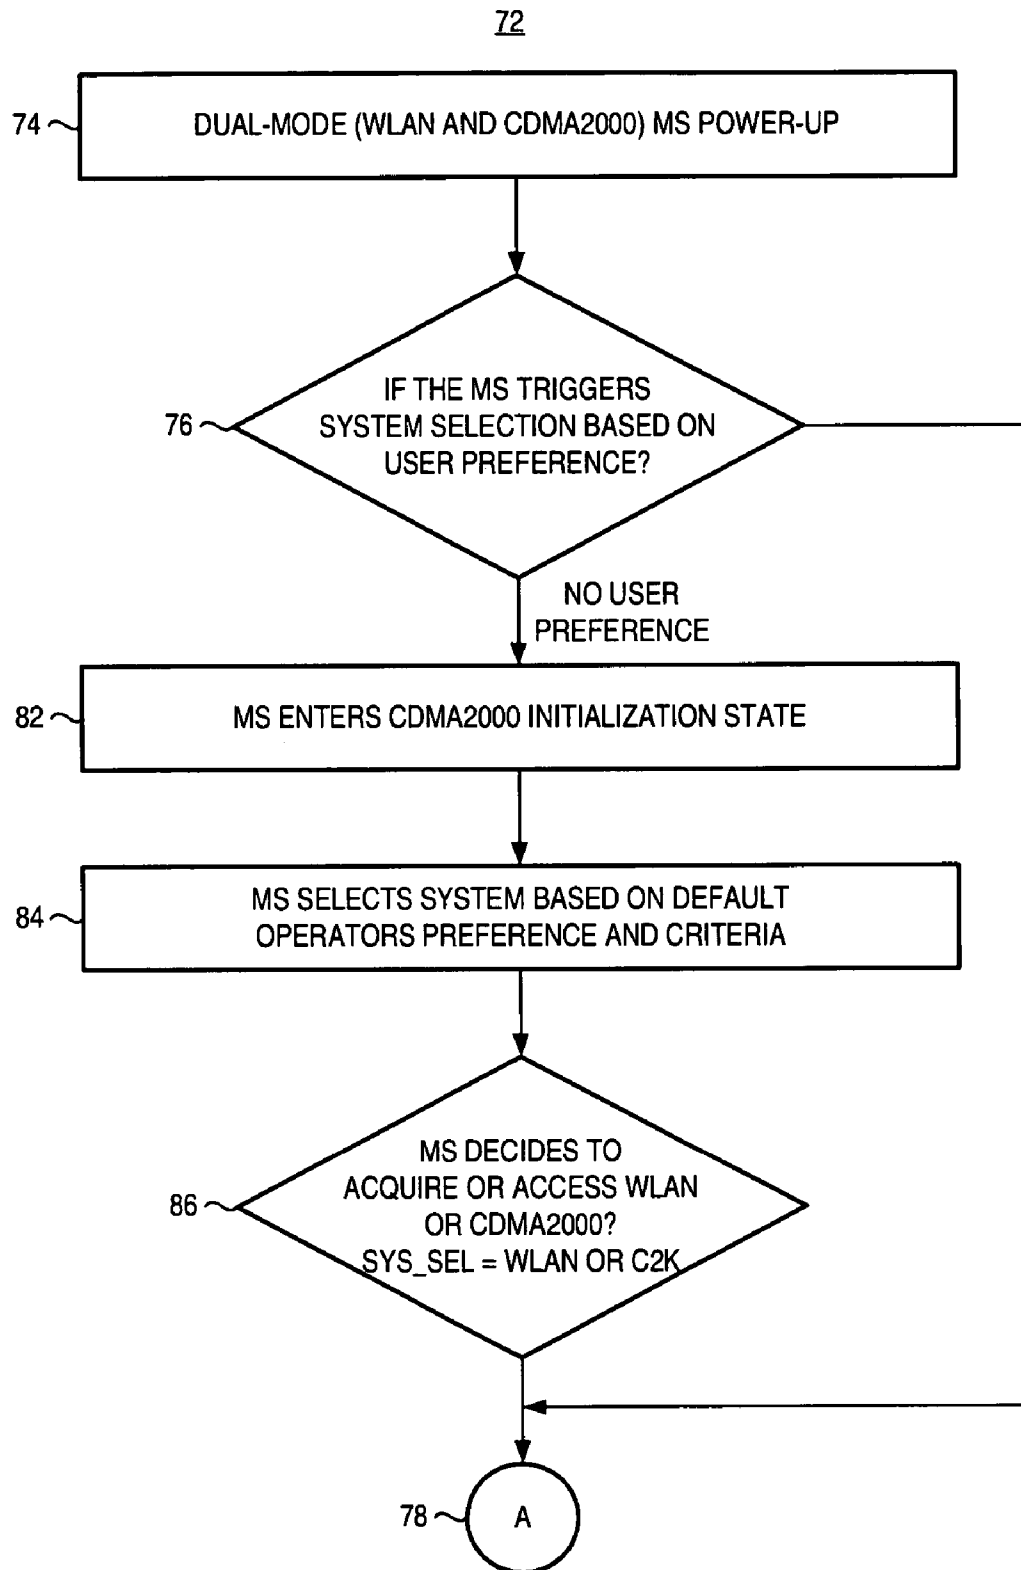 72
74
DUAL-MODE (WLAN AND CDMA2000) MS POWER-UP
76
IF THE MS TRIGGERS
SYSTEM SELECTION BASED ON
USER PREFERENCE?
NO USER
PREFERENCE
82
MS ENTERS CDMA2000 INITIALIZATION STATE
84
MS SELECTS SYSTEM BASED ON DEFAULT
OPERATORS PREFERENCE AND CRITERIA
86
MS DECIDES TO
ACQUIRE OR ACCESS WLAN
OR CDMA2000?
SYS_SEL = WLAN OR C2K
78
A